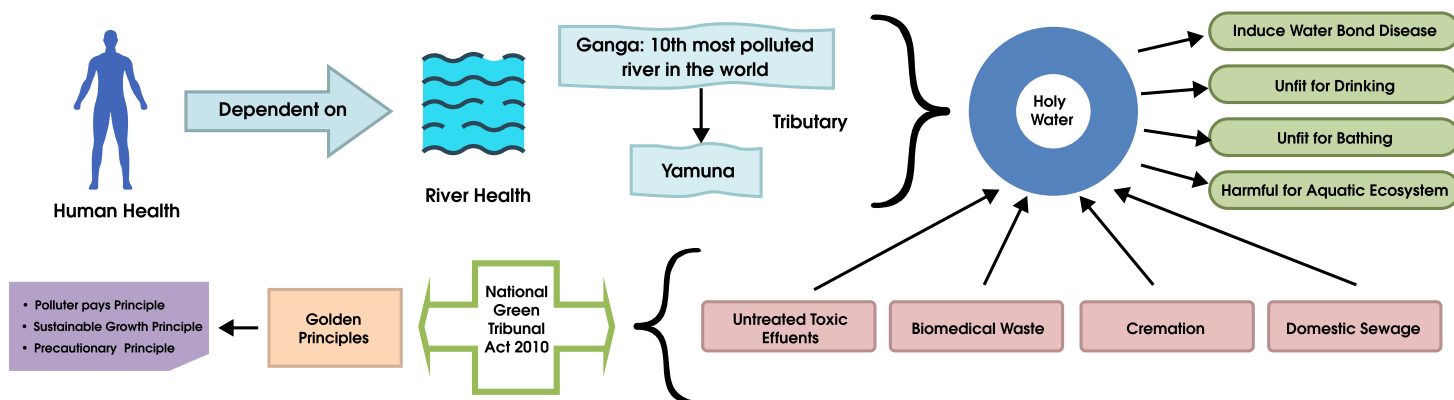 Human Health
Dependent on
River Health
Ganga: 10th most polluted
river in the world
Tributary
Yamuna
Holy
Water
Induce Water Bond Disease
Unfit for Drinking
Unfit for Bathing
Harmful for Aquatic Ecosystem
• Polluter pays Principle
• Sustainable Growth Principle
• Precautionary Principle
Golden
Principles
National
Green
Tribunal
Act 2010
Untreated Toxic
Effuents
Biomedical Waste
Cremation
Domestic Sewage